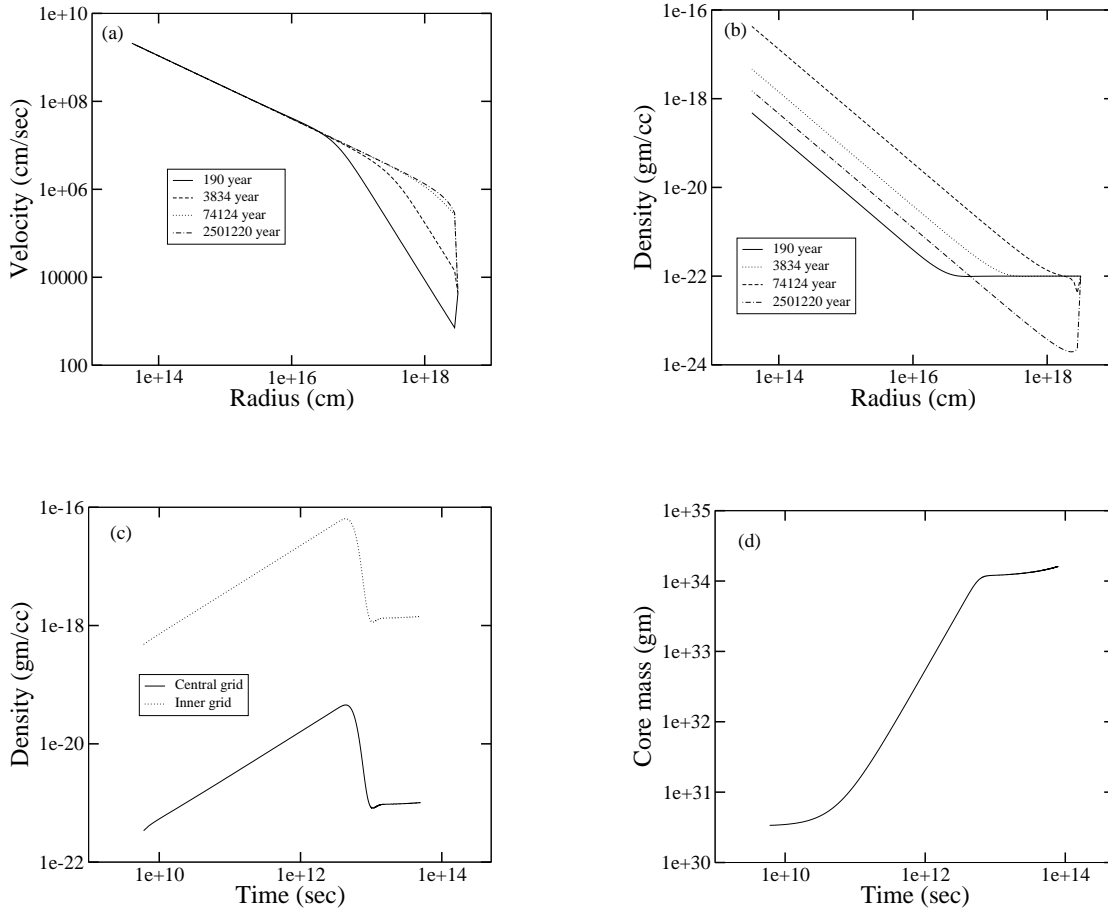 (a)
Velocity (cm/sec)
1e+10
1e+08
1e+06
10000
100
190 year
3834 year
74124 year
2501220 year
1e+14
1e+16
1e+18
Radius (cm)
(b)
Density (gm/cc)
1e-16
1e-18
1e-20
1e-22
1e-24
190 year
3834 year
74124 year
2501220 year
1e+14
1e+16
1e+18
Radius (cm)
(c)
Density (gm/cc)
1e-16
1e-18
1e-20
1e-22
Central grid
Inner grid
1e+10
1e+12
1e+14
Time (sec)
(d)
Core mass (gm)
1e+35
1e+34
1e+33
1e+32
1e+31
1e+30
1e+10
1e+12
1e+14
Time (sec)